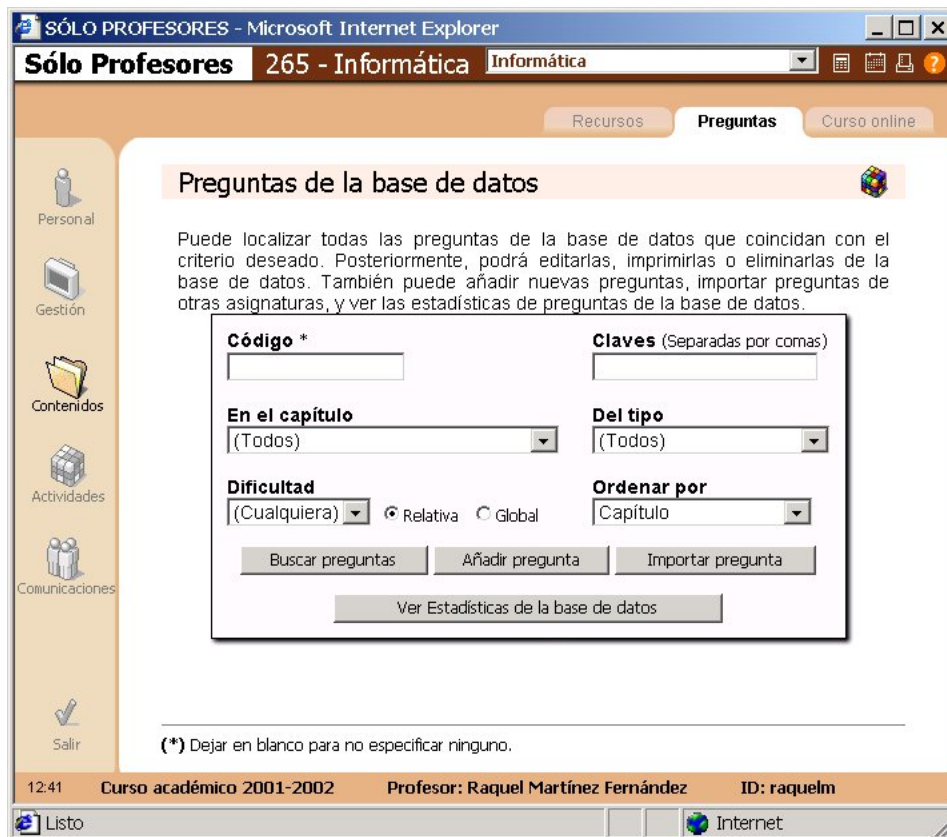 SÓLO PROFESORES - Microsoft Internet Explorer
Sólo Profesores 265 - Informática Informática
Recursos Preguntas Curso online
Personal
Gestión
Contenidos
Actividades
Comunicaciones
Salir
Preguntas de la base de datos
Puede localizar todas las preguntas de la base de datos que coincidan con el
criterio deseado. Posteriormente, podrá editarlas, imprimirlas o eliminarlas de la
base de datos. También puede añadir nuevas preguntas, importar preguntas de
otras asignaturas, y ver las estadísticas de preguntas de la base de datos.
Código * Claves (Separadas por comas)
En el capítulo Del tipo
(Todos) (Todos)
Dificultad Ordenar por
(Cualquiera) Relativa Global Capítulo
Buscar preguntas Añadir pregunta Importar pregunta
Ver Estadísticas de la base de datos
(*) Dejar en blanco para no especificar ninguno.
12:41 Curso académico 2001-2002 Profesor: Raquel Martínez Fernández ID: raquelm
Listo Internet